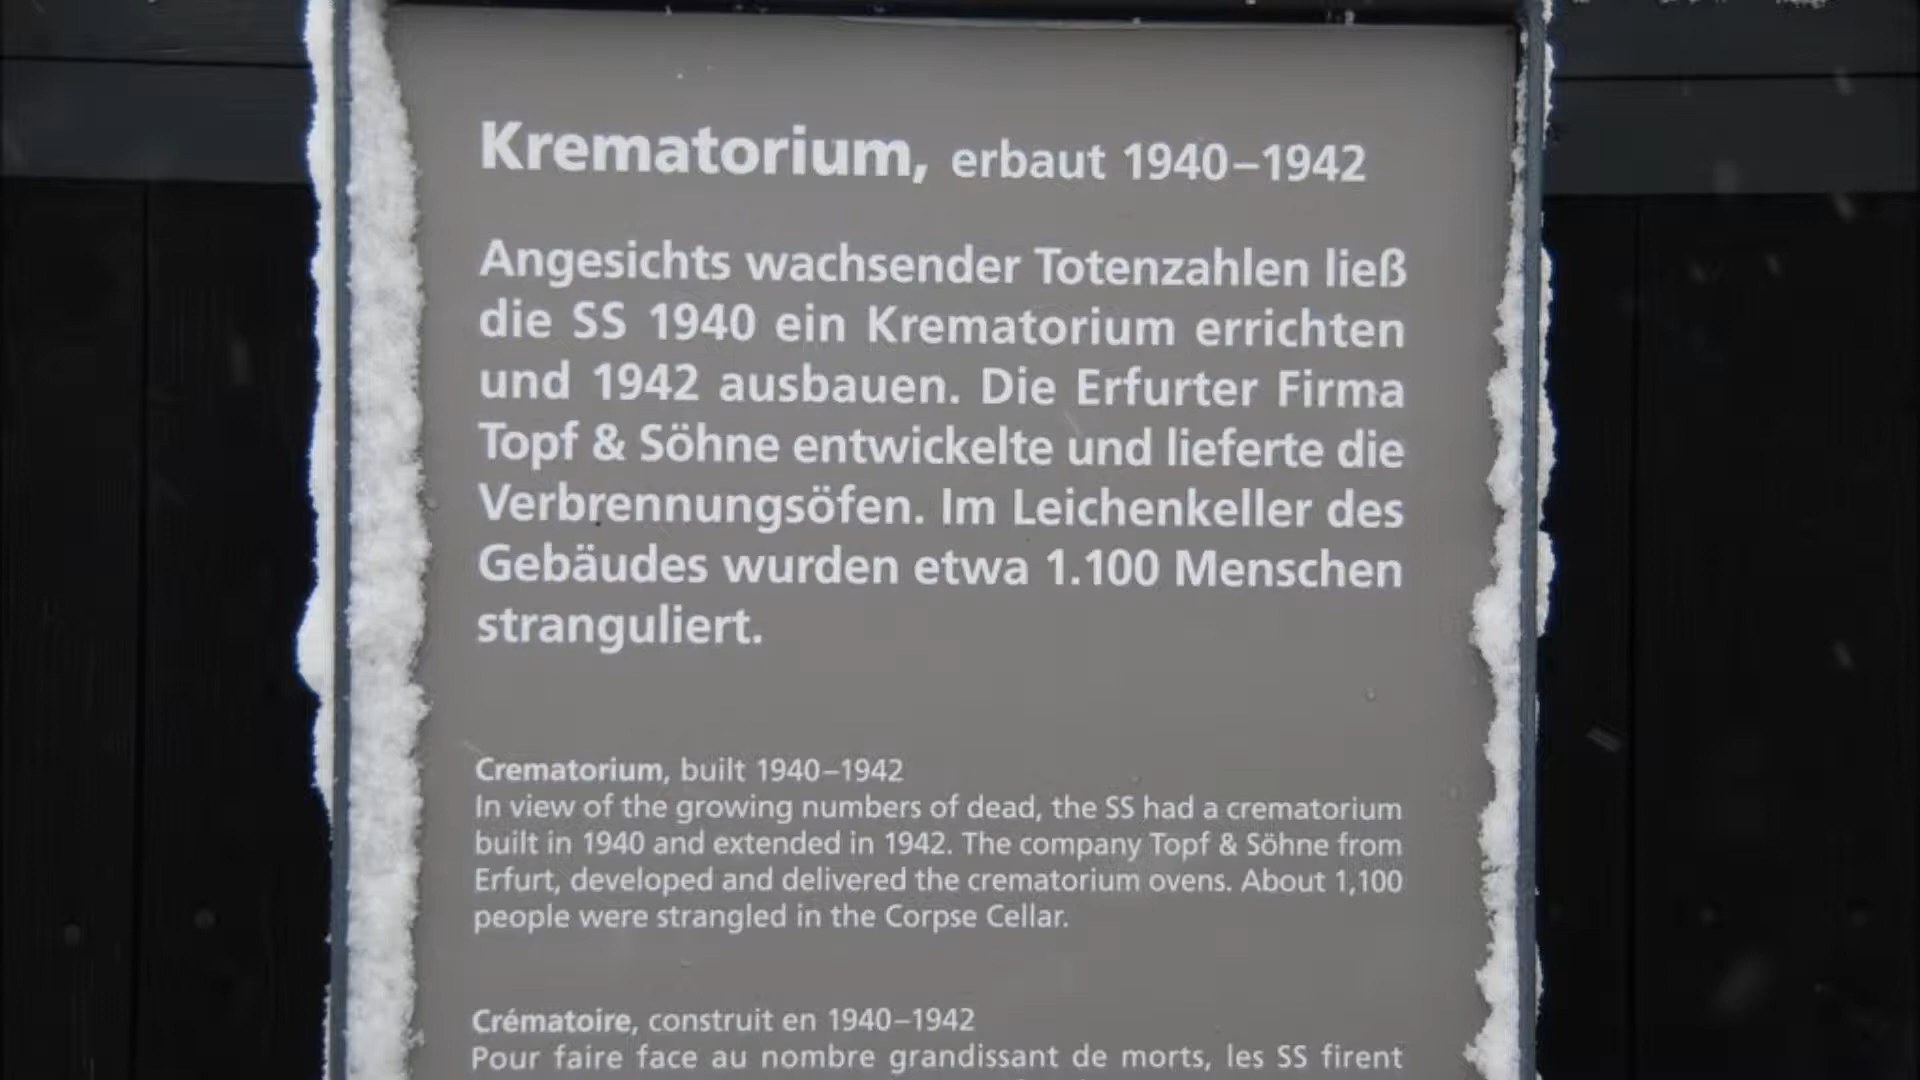 Krematorium, erbaut 1940–1942
Angesichts wachsender Totenzahlen ließ
die SS 1940 ein Krematorium errichten
und 1942 ausbauen. Die Erfurter Firma
Topf & Söhne entwickelte und lieferte die
Verbrennungsöfen. Im Leichenkeller des
Gebäudes wurden etwa 1.100 Menschen
stranguliert.
Crematorium, built 1940–1942
In view of the growing numbers of dead, the SS had a crematorium
built in 1940 and extended in 1942. The company Topf & Söhne from
Erfurt, developed and delivered the crematorium ovens. About 1,100
people were strangled in the Corpse Cellar.
Crématoire, construit en 1940–1942
Pour faire face au nombre grandissant de morts, les SS firent